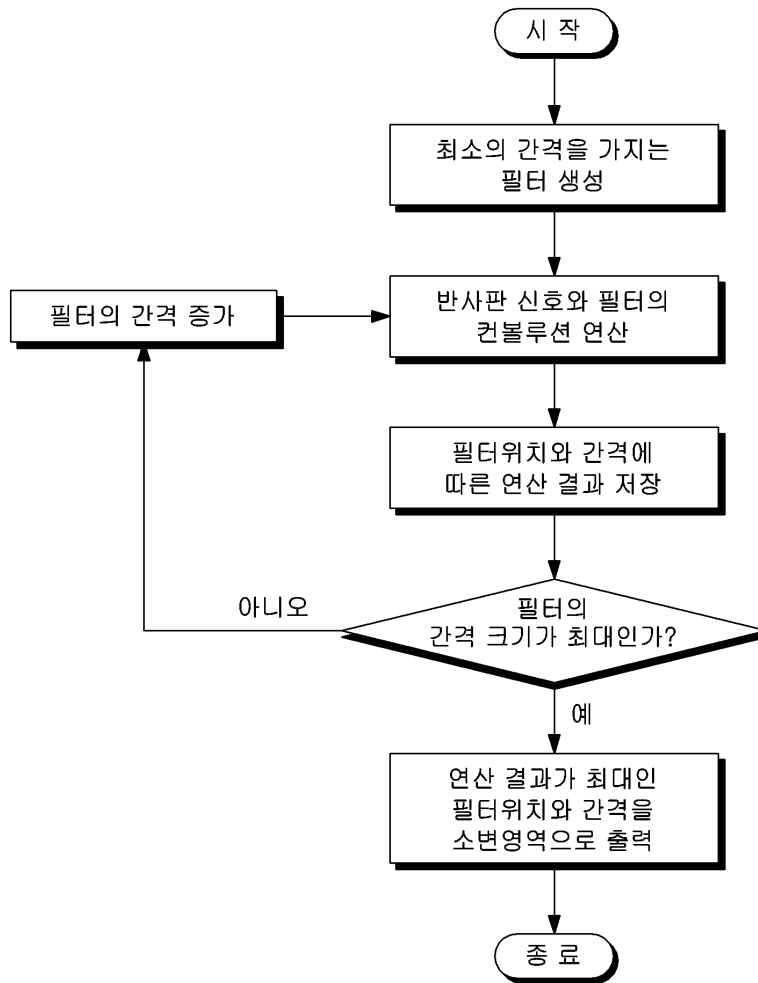 시 작
최소의 간격을 가지는
필터 생성
필터의 간격 증가
반사판 신호와 필터의
컨볼루션 연산
필터위치와 간격에
따른 연산 결과 저장
아니오
필터의
간격 크기가 최대인가?
예
연산 결과가 최대인
필터위치와 간격을
소변영역으로 출력
종 료